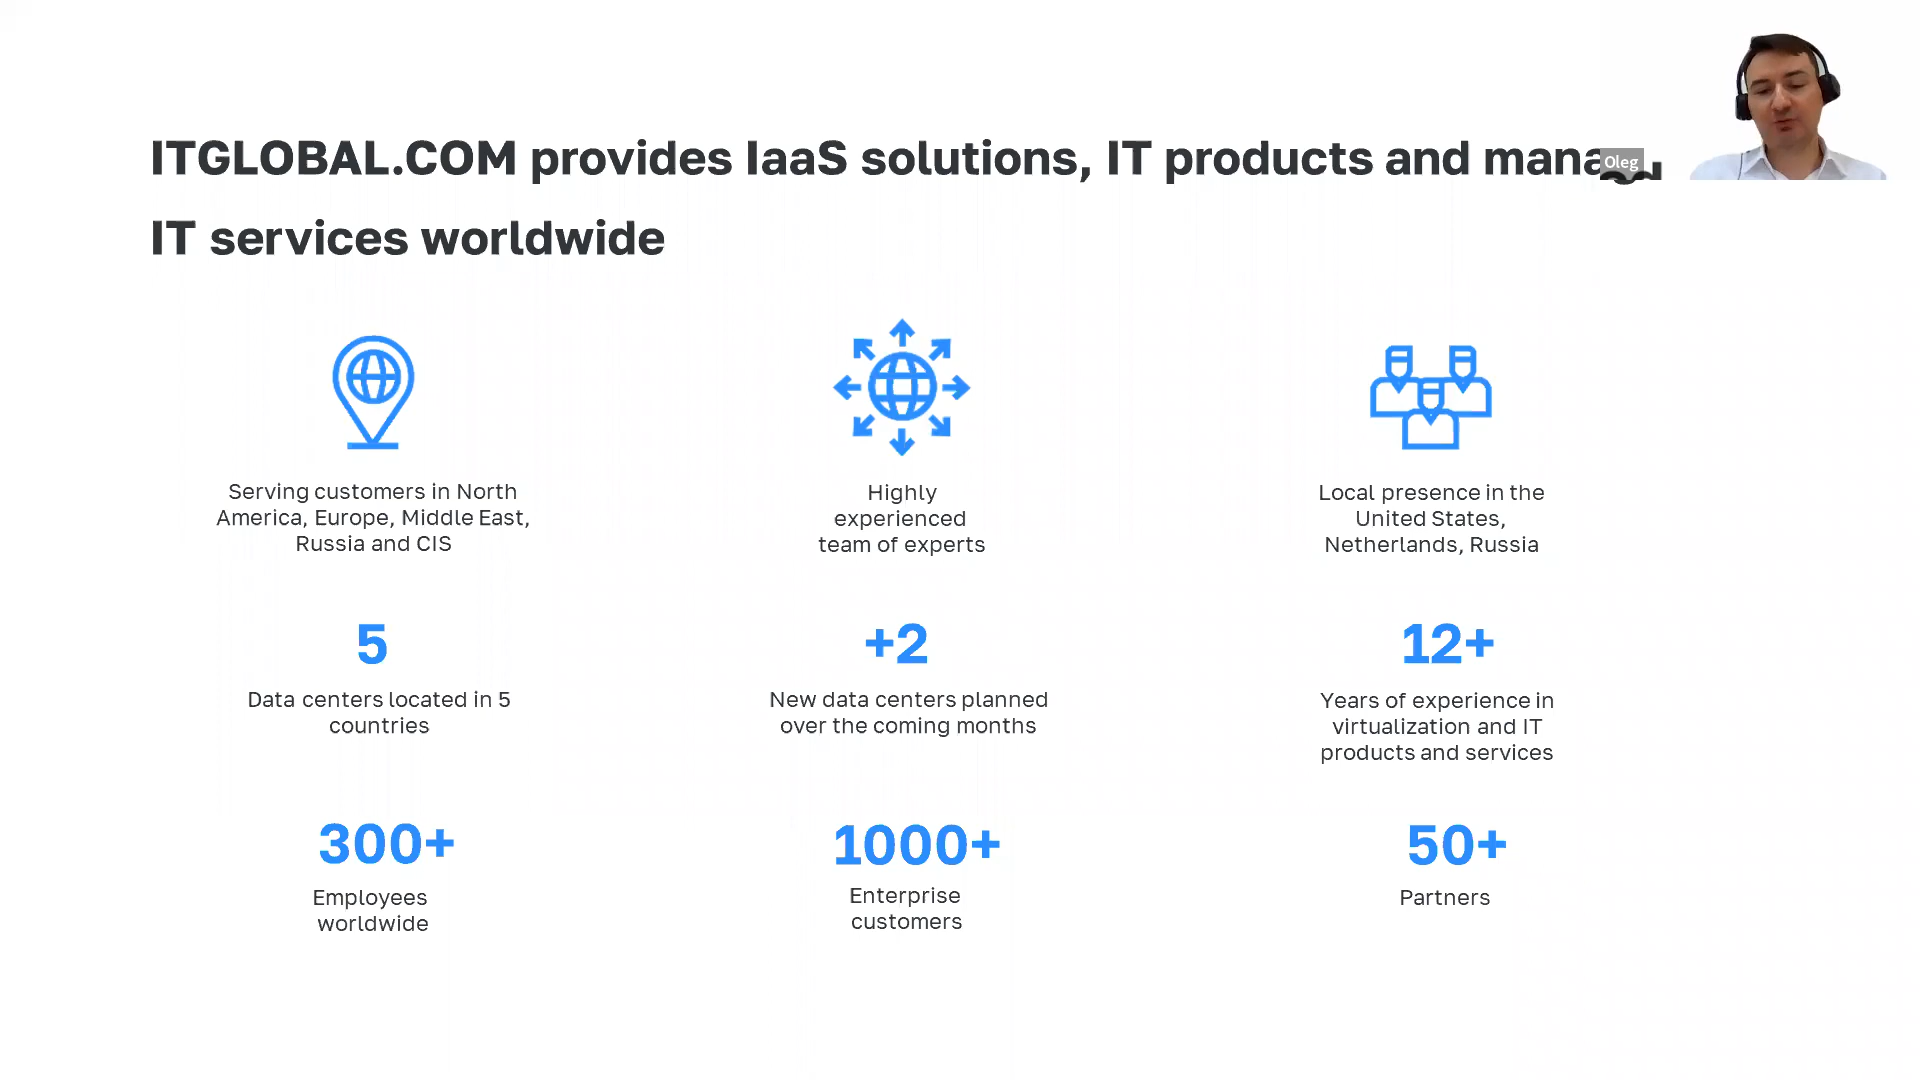 ITGLOBAL.COM provides IaaS solutions, IT products and managed
Oleg
IT services worldwide
Serving customers in North
America, Europe, Middle East,
Russia and CIS
Highly
experienced
team of experts
Local presence in the
United States,
Netherlands, Russia
5
Data centers located in 5
countries
+2
New data centers planned
over the coming months
12+
Years of experience in
virtualization and IT
products and services
300+
Employees
worldwide
1000+
Enterprise
customers
50+
Partners